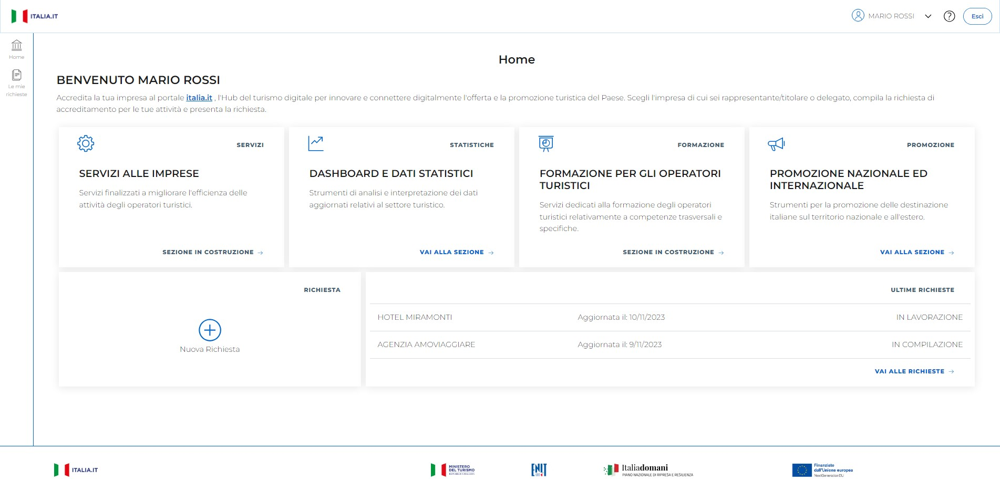 ITALIA.IT
MARIO ROSSI
?
Esci
Home
Le mie
richieste
Home
BENVENUTO MARIO ROSSI
Accredita la tua impresa al portale italia.it , l'Hub del turismo digitale per innovare e connettere digitalmente l'offerta e la promozione turistica del Paese. Scegli l'impresa di cui sei rappresentante/titolare o delegato, compila la richiesta di
accreditamento per le tue attività e presenta la richiesta.
SERVIZI
SERVIZI ALLE IMPRESE
Servizi finalizzati a migliorare l'efficienza delle
attività degli operatori turistici.
SEZIONE IN COSTRUZIONE →
STATISTICHE
DASHBOARD E DATI STATISTICI
Strumenti di analisi e interpretazione dei dati
aggiornati relativi al settore turistico.
VAI ALLA SEZIONE →
FORMAZIONE
FORMAZIONE PER GLI OPERATORI
TURISTICI
Servizi dedicati alla formazione degli operatori
turistici relativamente a competenze trasversali e
specifiche.
SEZIONE IN COSTRUZIONE →
PROMOZIONE
PROMOZIONE NAZIONALE ED
INTERNAZIONALE
Strumenti per la promozione delle destinazione
italiane sul territorio nazionale e all'estero.
VAI ALLA SEZIONE →
RICHIESTA
Nuova Richiesta
ULTIME RICHIESTE
HOTEL MIRAMONTI Aggiornata il: 10/11/2023 IN LAVORAZIONE
AGENZIA AMOVIAGGIARE Aggiornata il: 9/11/2023 IN COMPILAZIONE
VAI ALLE RICHIESTE →
ITALIA.IT
MINISTERO
DEL TURISMO
REPUBBLICA ITALIANA
ENIT
Italiadomani
PIANO NAZIONALE DI RIPRESA E RESILIENZA
Finanziato
dall'Unione europea
NextGenerationEU